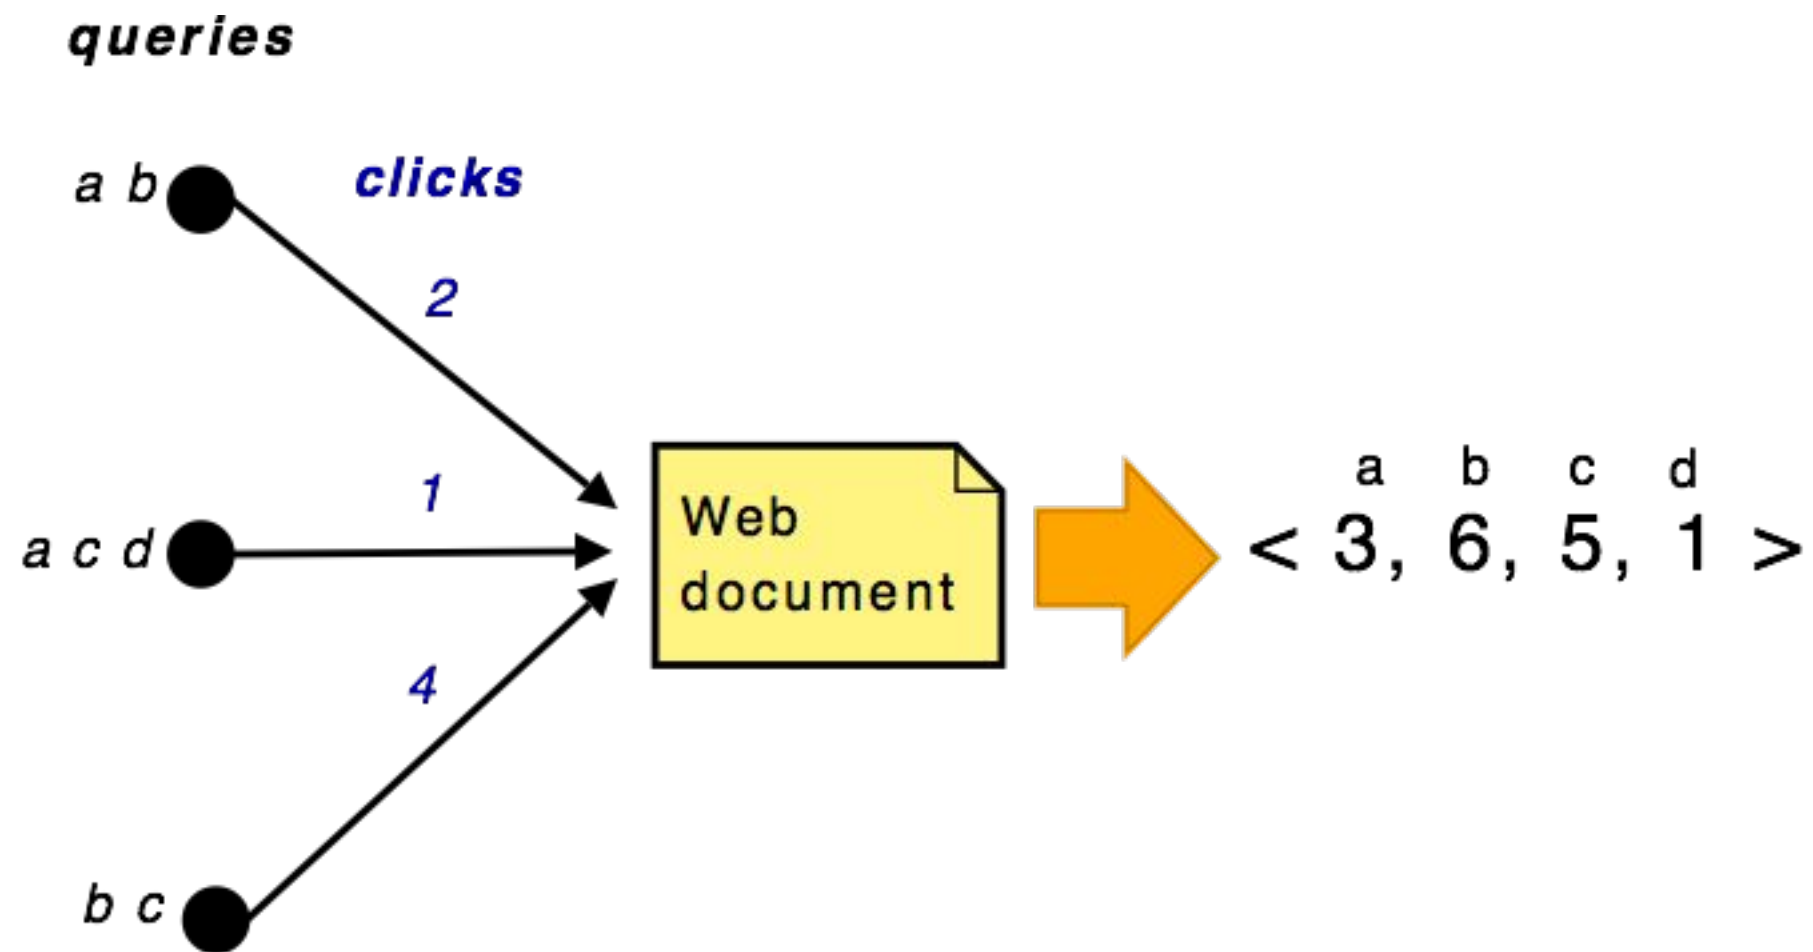 queries
a b
clicks
2
a c d
1
b c
4
Web
document
a b c d
< 3, 6, 5, 1 >